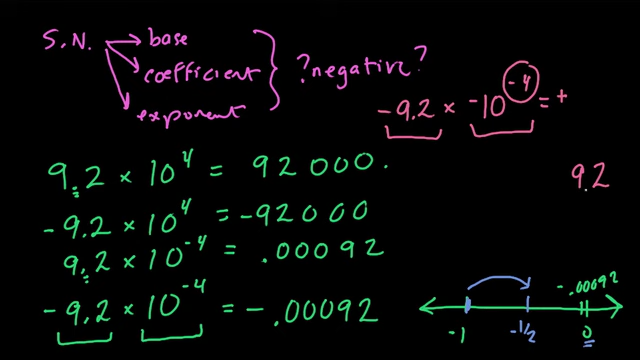 S.N. → base
→ coefficient
→ exponent
? negative ?
-9.2 × -10^-4 = +
9.2
9.2 × 10^4 = 92000.
-9.2 × 10^4 = -92000
9.2 × 10^-4 = .00092
-9.2 × 10^-4 = -.00092
-.00092
-1 -1/2 0